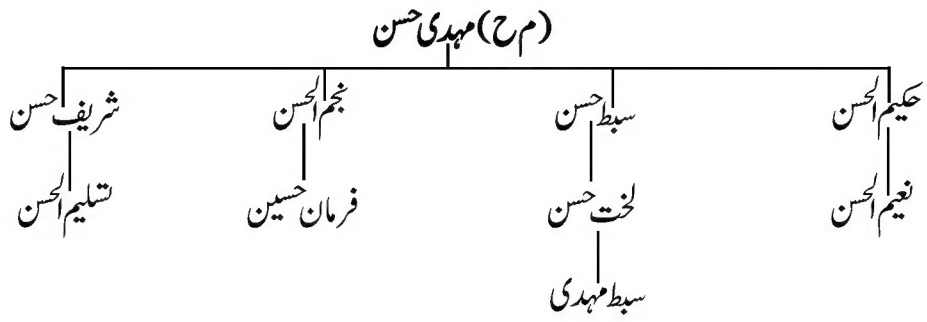 (م ح) مہدی حسن
حکیم الحسن سبط حسن نجم الحسن شریف حسن
نعیم الحسن لخت حسن فرمان حسین تسلیم الحسن
سبط مہدی